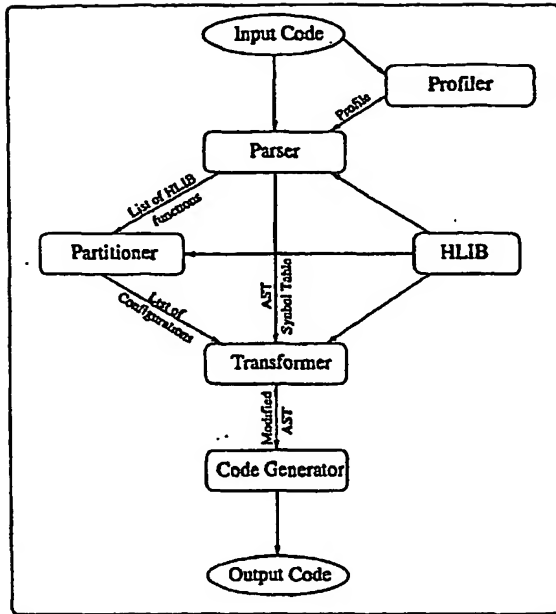 Input Code
Profiler
Profile
Parser
List of HLIB
functions
Partitioner
HLIB
AST
Symbol Table
List of
Configurations
Transformer
Modified
AST
Code Generator
Output Code